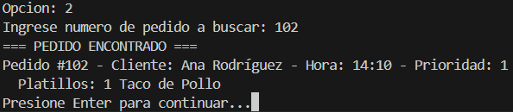 Opcion: 2
Ingrese numero de pedido a buscar: 102
=== PEDIDO ENCONTRADO ===
Pedido #102 - Cliente: Ana Rodríguez - Hora: 14:10 - Prioridad: 1
  Platillos: 1 Taco de Pollo
Presione Enter para continuar...